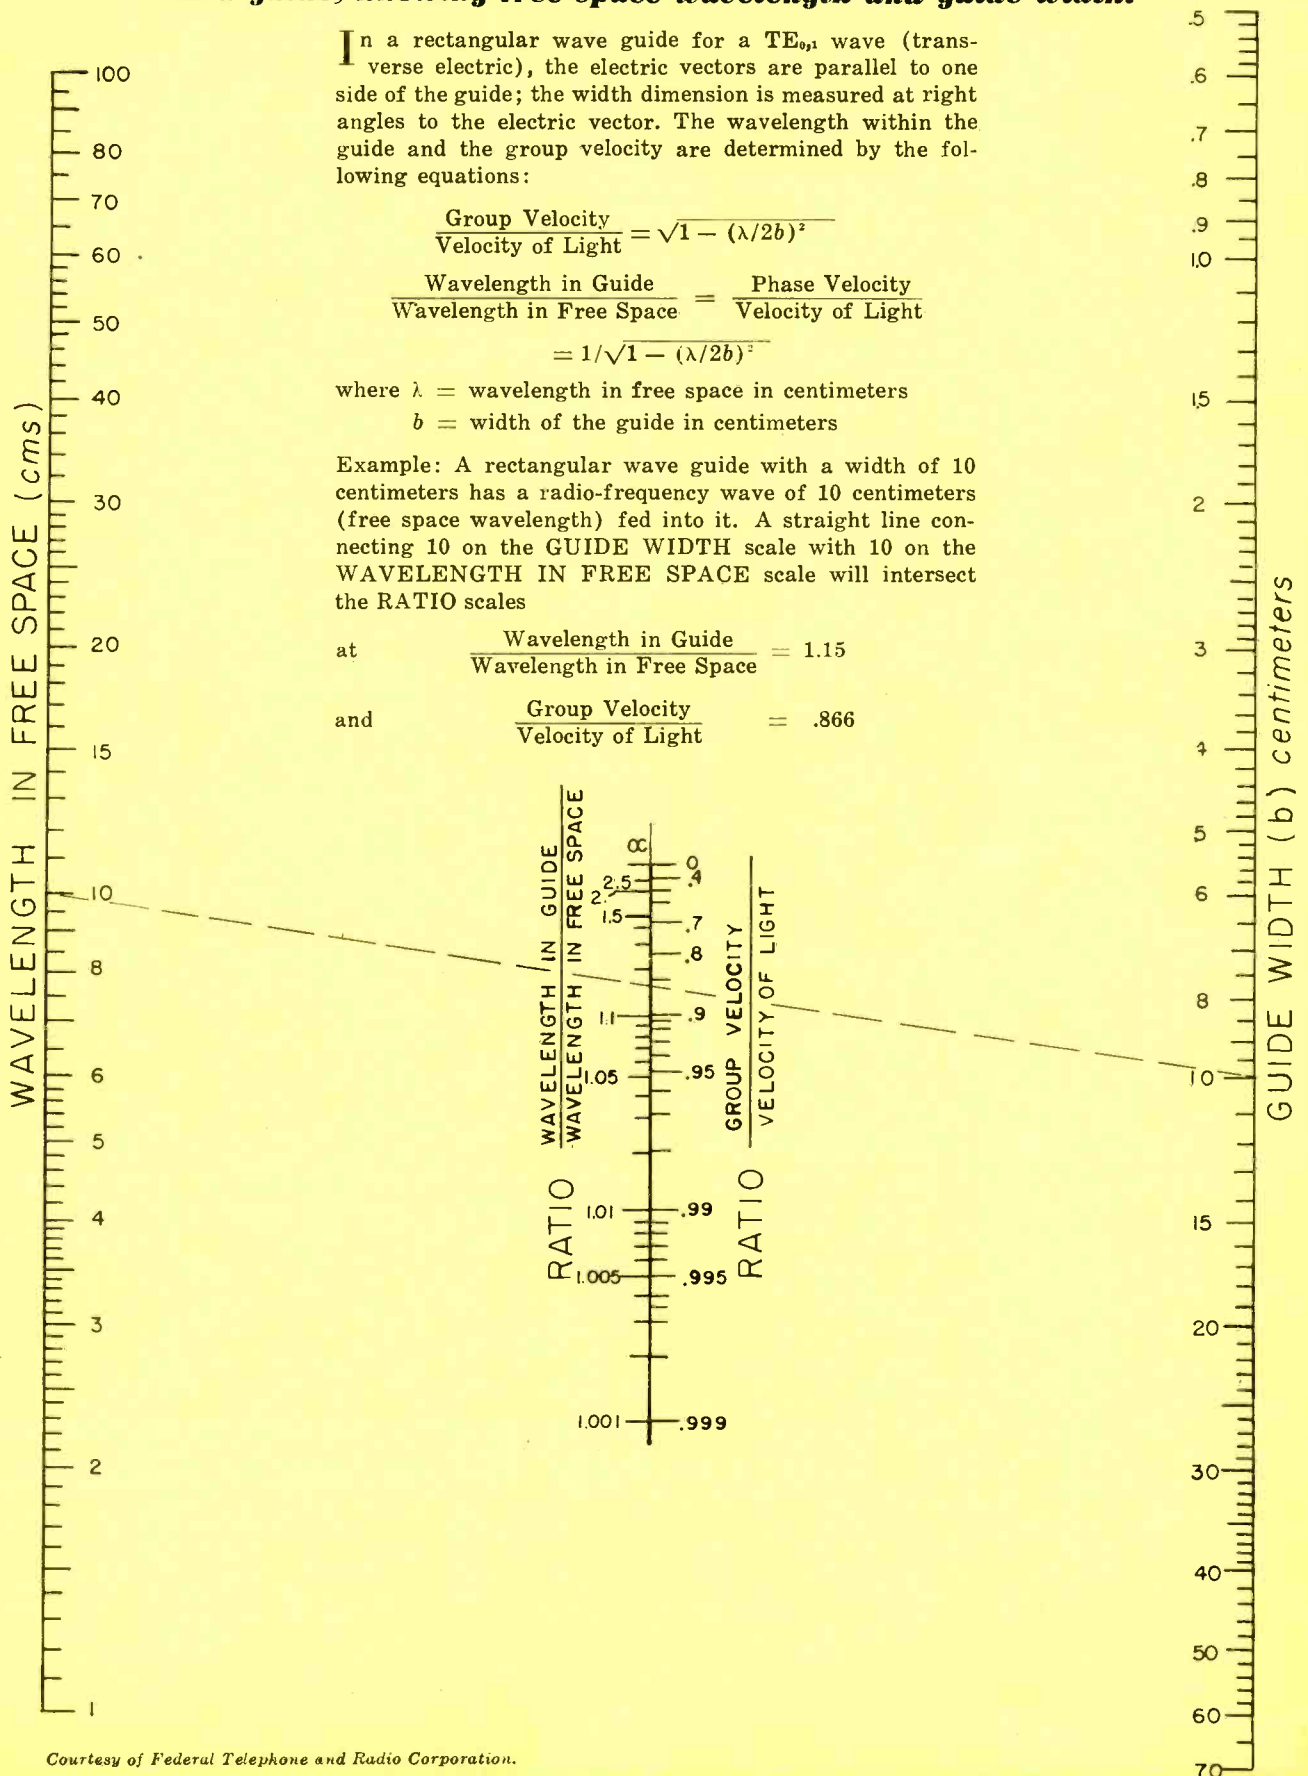 free space wavelength and guide width.
In a rectangular wave guide for a TE₀,₁ wave (trans-
verse electric), the electric vectors are parallel to one
side of the guide; the width dimension is measured at right
angles to the electric vector. The wavelength within the
guide and the group velocity are determined by the fol-
lowing equations:
Group Velocity
Velocity of Light
= √1 — (λ/2b)²
Wavelength in Guide
Wavelength in Free Space
=
Phase Velocity
Velocity of Light
= 1/√1 — (λ/2b)²
where λ = wavelength in free space in centimeters
b = width of the guide in centimeters
Example: A rectangular wave guide with a width of 10
centimeters has a radio-frequency wave of 10 centimeters
(free space wavelength) fed into it. A straight line con-
necting 10 on the GUIDE WIDTH scale with 10 on the
WAVELENGTH IN FREE SPACE scale will intersect
the RATIO scales
at
Wavelength in Guide
Wavelength in Free Space
= 1.15
and
Group Velocity
Velocity of Light
= .866
WAVELENGTH IN FREE SPACE (cms)
100
80
70
60
50
40
30
20
15
10
8
6
5
4
3
2
1
RATIO
WAVELENGTH IN GUIDE
WAVELENGTH IN FREE SPACE
∝
2.5
2.
1.5
1.1
1.05
1.01
1.005
1.001
0
.4
.7
.8
.9
.95
.99
.995
.999
RATIO
GROUP VELOCITY
VELOCITY OF LIGHT
.5
.6
.7
.8
.9
1.0
1.5
2
3
4
5
6
8
10
15
20
30
40
50
60
70
GUIDE WIDTH (b) centimeters
Courtesy of Federal Telephone and Radio Corporation.